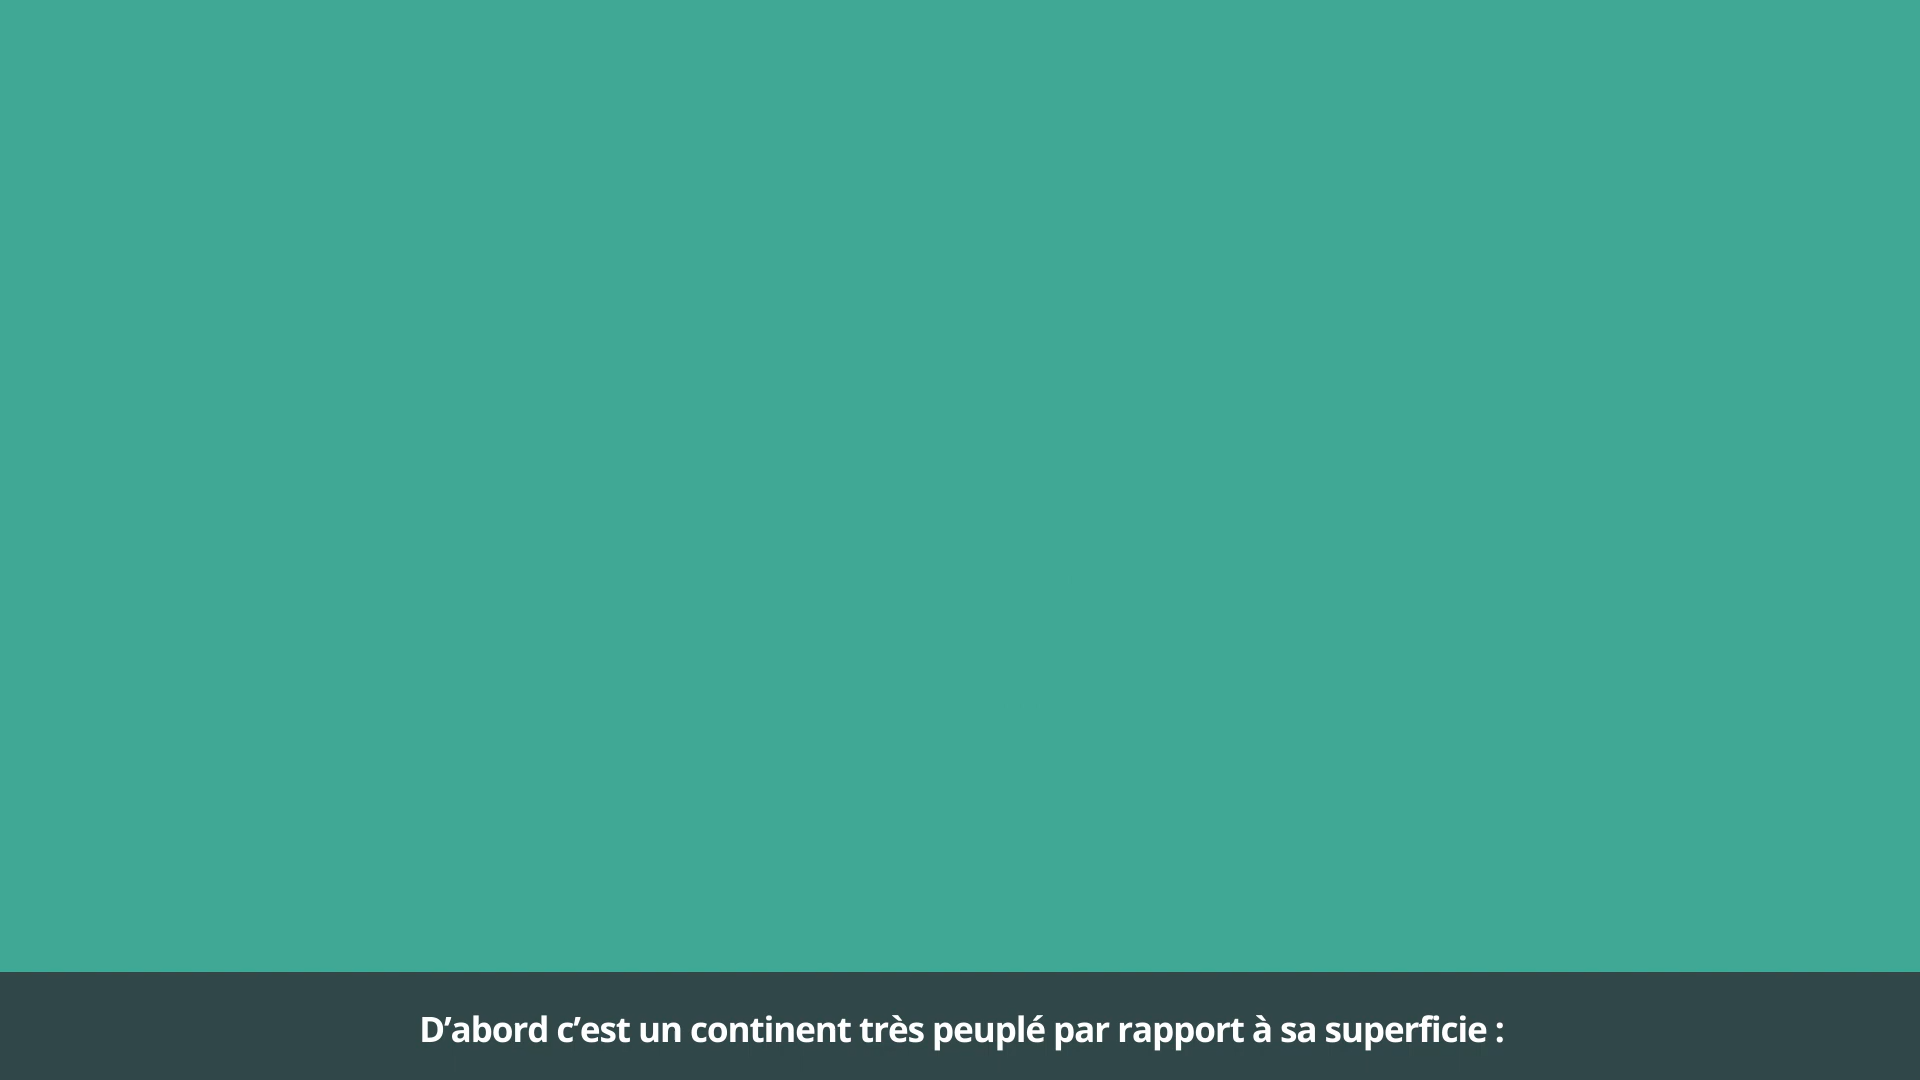 D’abord c’est un continent très peuplé par rapport à sa superficie :